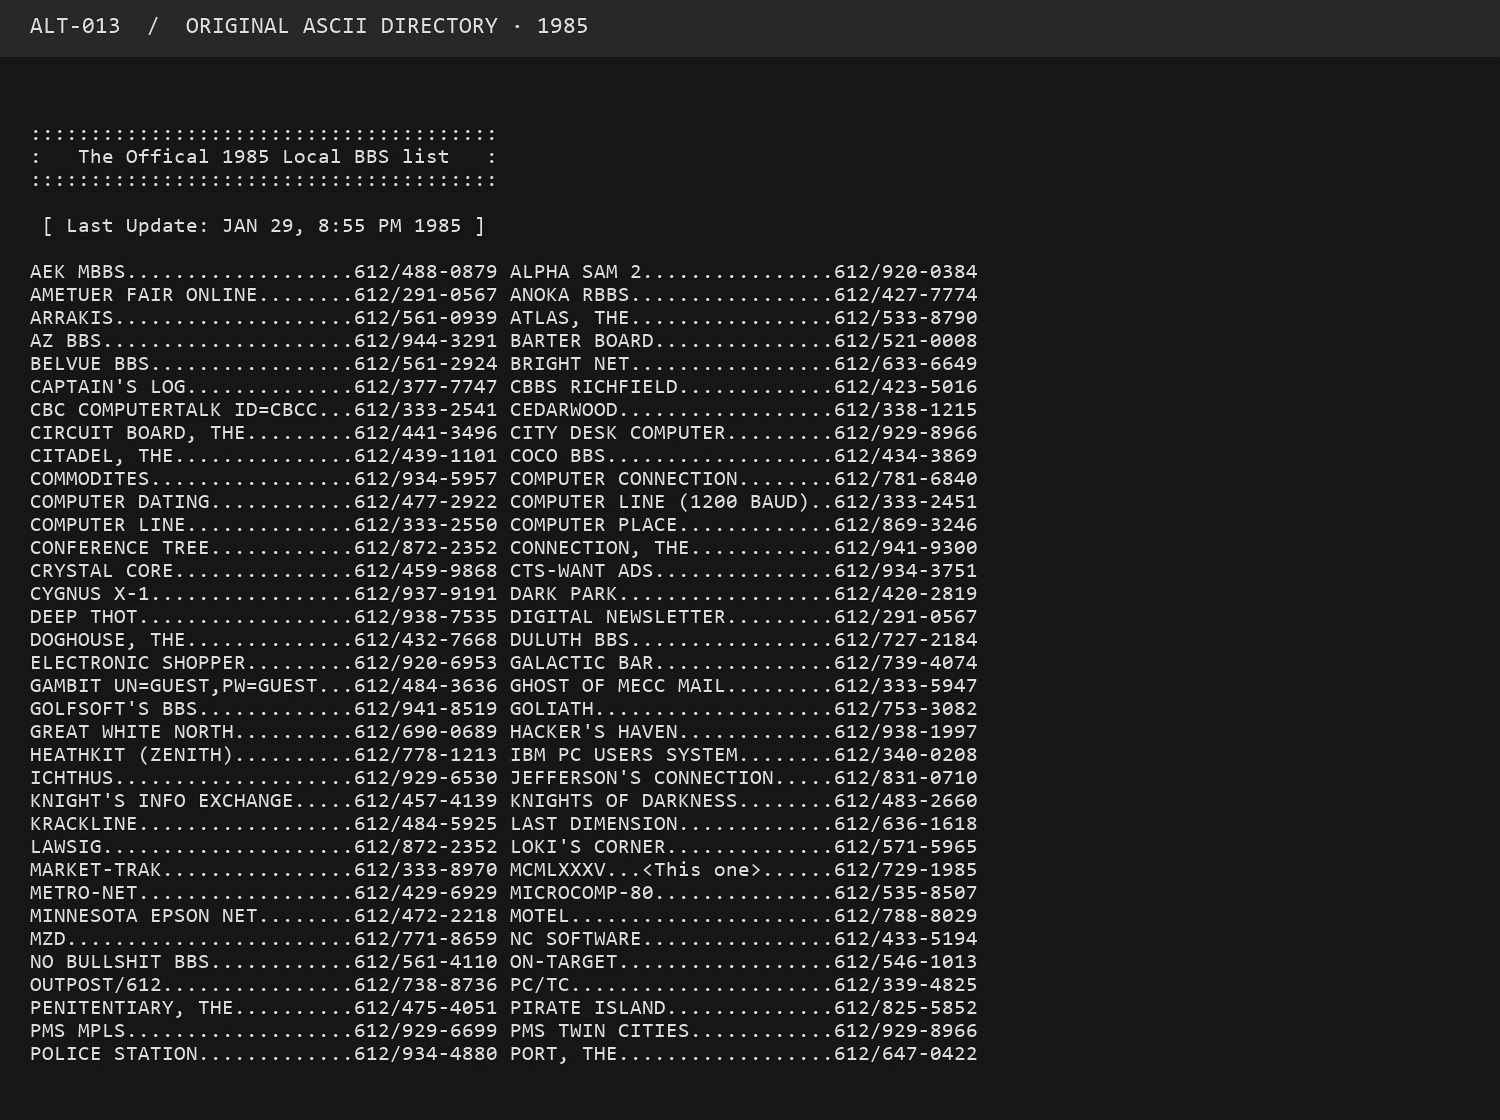 ALT-013  /  ORIGINAL ASCII DIRECTORY · 1985
:::::::::::::::::::::::::::::::::::::::
:   The Offical 1985 Local BBS list   :
:::::::::::::::::::::::::::::::::::::::
[ Last Update: JAN 29, 8:55 PM 1985 ]
AEK MBBS...................612/488-0879 ALPHA SAM 2................612/920-0384
AMETUER FAIR ONLINE........612/291-0567 ANOKA RBBS.................612/427-7774
ARRAKIS....................612/561-0939 ATLAS, THE.................612/533-8790
AZ BBS.....................612/944-3291 BARTER BOARD...............612/521-0008
BELVUE BBS.................612/561-2924 BRIGHT NET.................612/633-6649
CAPTAIN'S LOG..............612/377-7747 CBBS RICHFIELD.............612/423-5016
CBC COMPUTERTALK ID=CBCC...612/333-2541 CEDARWOOD..................612/338-1215
CIRCUIT BOARD, THE.........612/441-3496 CITY DESK COMPUTER.........612/929-8966
CITADEL, THE...............612/439-1101 COCO BBS...................612/434-3869
COMMODITES.................612/934-5957 COMPUTER CONNECTION........612/781-6840
COMPUTER DATING............612/477-2922 COMPUTER LINE (1200 BAUD)..612/333-2451
COMPUTER LINE..............612/333-2550 COMPUTER PLACE.............612/869-3246
CONFERENCE TREE............612/872-2352 CONNECTION, THE............612/941-9300
CRYSTAL CORE...............612/459-9868 CTS-WANT ADS...............612/934-3751
CYGNUS X-1.................612/937-9191 DARK PARK..................612/420-2819
DEEP THOT..................612/938-7535 DIGITAL NEWSLETTER.........612/291-0567
DOGHOUSE, THE..............612/432-7668 DULUTH BBS.................612/727-2184
ELECTRONIC SHOPPER.........612/920-6953 GALACTIC BAR...............612/739-4074
GAMBIT UN=GUEST,PW=GUEST...612/484-3636 GHOST OF MECC MAIL.........612/333-5947
GOLFSOFT'S BBS.............612/941-8519 GOLIATH....................612/753-3082
GREAT WHITE NORTH..........612/690-0689 HACKER'S HAVEN.............612/938-1997
HEATHKIT (ZENITH)..........612/778-1213 IBM PC USERS SYSTEM........612/340-0208
ICHTHUS....................612/929-6530 JEFFERSON'S CONNECTION.....612/831-0710
KNIGHT'S INFO EXCHANGE.....612/457-4139 KNIGHTS OF DARKNESS........612/483-2660
KRACKLINE..................612/484-5925 LAST DIMENSION.............612/636-1618
LAWSIG.....................612/872-2352 LOKI'S CORNER..............612/571-5965
MARKET-TRAK................612/333-8970 MCMLXXXV...<This one>......612/729-1985
METRO-NET..................612/429-6929 MICROCOMP-80...............612/535-8507
MINNESOTA EPSON NET........612/472-2218 MOTEL......................612/788-8029
MZD........................612/771-8659 NC SOFTWARE................612/433-5194
NO BULLSHIT BBS............612/561-4110 ON-TARGET..................612/546-1013
OUTPOST/612................612/738-8736 PC/TC......................612/339-4825
PENITENTIARY, THE..........612/475-4051 PIRATE ISLAND..............612/825-5852
PMS MPLS...................612/929-6699 PMS TWIN CITIES............612/929-8966
POLICE STATION.............612/934-4880 PORT, THE..................612/647-0422